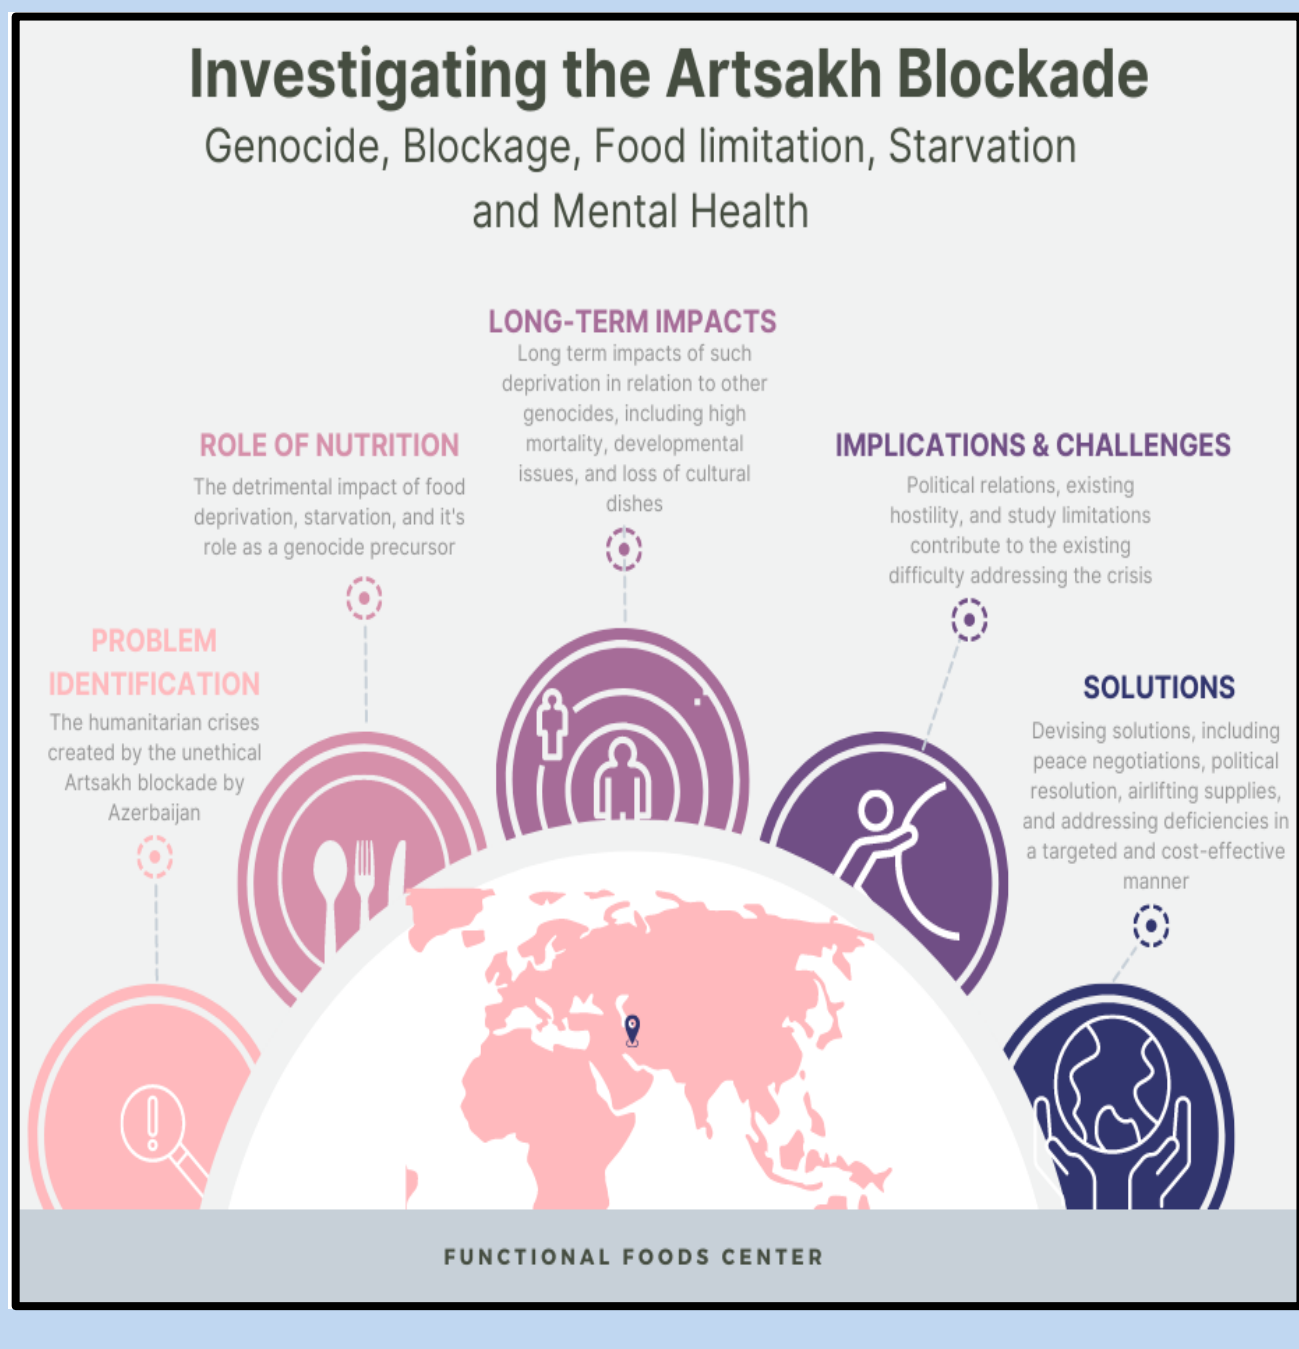 Investigating the Artsakh Blockade
Genocide, Blockage, Food limitation, Starvation
and Mental Health
PROBLEM
IDENTIFICATION
The humanitarian crises
created by the unethical
Artsakh blockade by
Azerbaijan
ROLE OF NUTRITION
The detrimental impact of food
deprivation, starvation, and it's
role as a genocide precursor
LONG-TERM IMPACTS
Long term impacts of such
deprivation in relation to other
genocides, including high
mortality, developmental
issues, and loss of cultural
dishes
IMPLICATIONS & CHALLENGES
Political relations, existing
hostility, and study limitations
contribute to the existing
difficulty addressing the crisis
SOLUTIONS
Devising solutions, including
peace negotiations, political
resolution, airlifting supplies,
and addressing deficiencies in
a targeted and cost-effective
manner
FUNCTIONAL FOODS CENTER